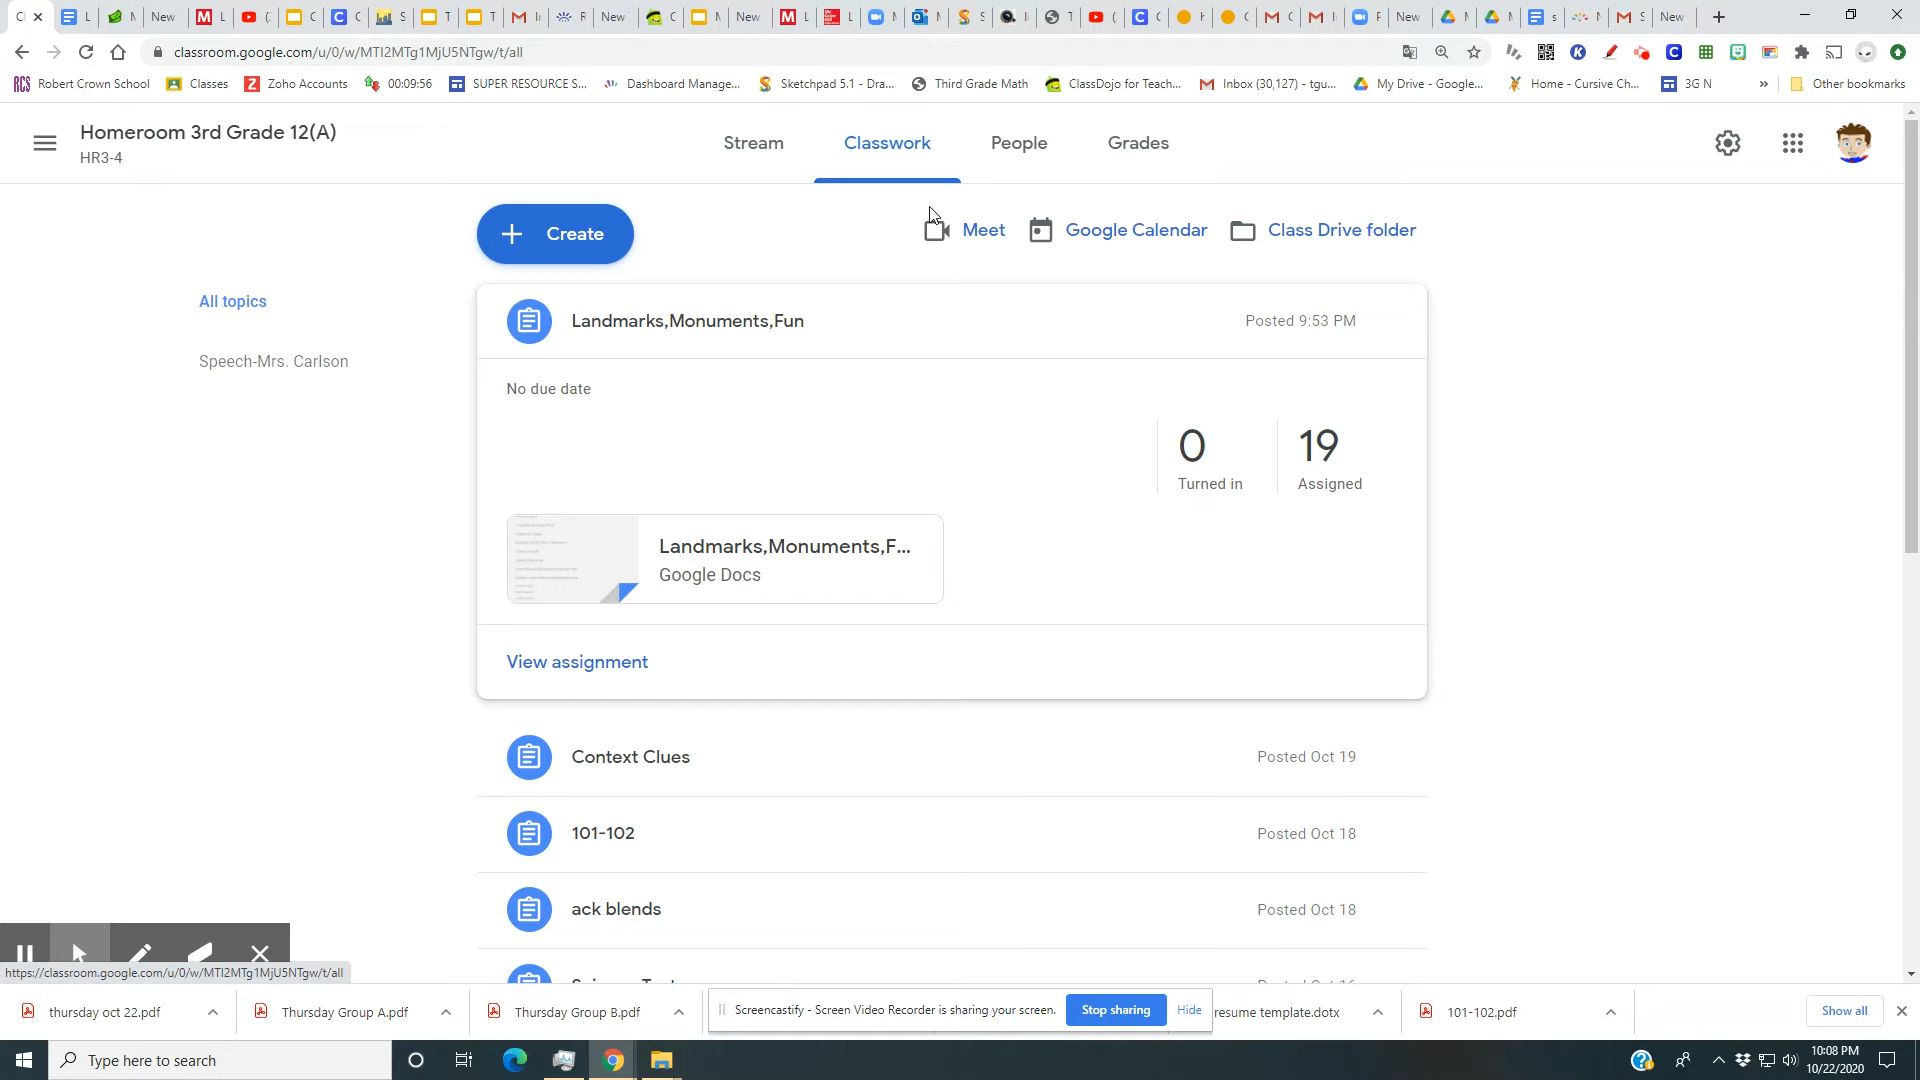 New
New
New
New
New
classroom.google.com/u/0/w/MTI2MTg1MjU5NTgw/t/all
Robert Crown School
Classes
Zoho Accounts
00:09:56
SUPER RESOURCE S...
Dashboard Manage...
Sketchpad 5.1 - Dra...
Third Grade Math
ClassDojo for Teach...
Inbox (30,127) - tgu...
My Drive - Google...
Home - Cursive Ch...
3G N
»
Other bookmarks
Homeroom 3rd Grade 12(A)
HR3-4
Stream
Classwork
People
Grades
Create
Meet
Google Calendar
Class Drive folder
All topics
Speech-Mrs. Carlson
Landmarks,Monuments,Fun
Posted 9:53 PM
No due date
0
Turned in
19
Assigned
Landmarks,Monuments,F...
Google Docs
View assignment
Context Clues
Posted Oct 19
101-102
Posted Oct 18
ack blends
Posted Oct 18
https://classroom.google.com/u/0/w/MTI2MTg1MjU5NTgw/t/all
thursday oct 22.pdf
Thursday Group A.pdf
Thursday Group B.pdf
Screencastify - Screen Video Recorder is sharing your screen.
Stop sharing
Hide
resume template.dotx
101-102.pdf
Show all
Type here to search
10:08 PM
10/22/2020